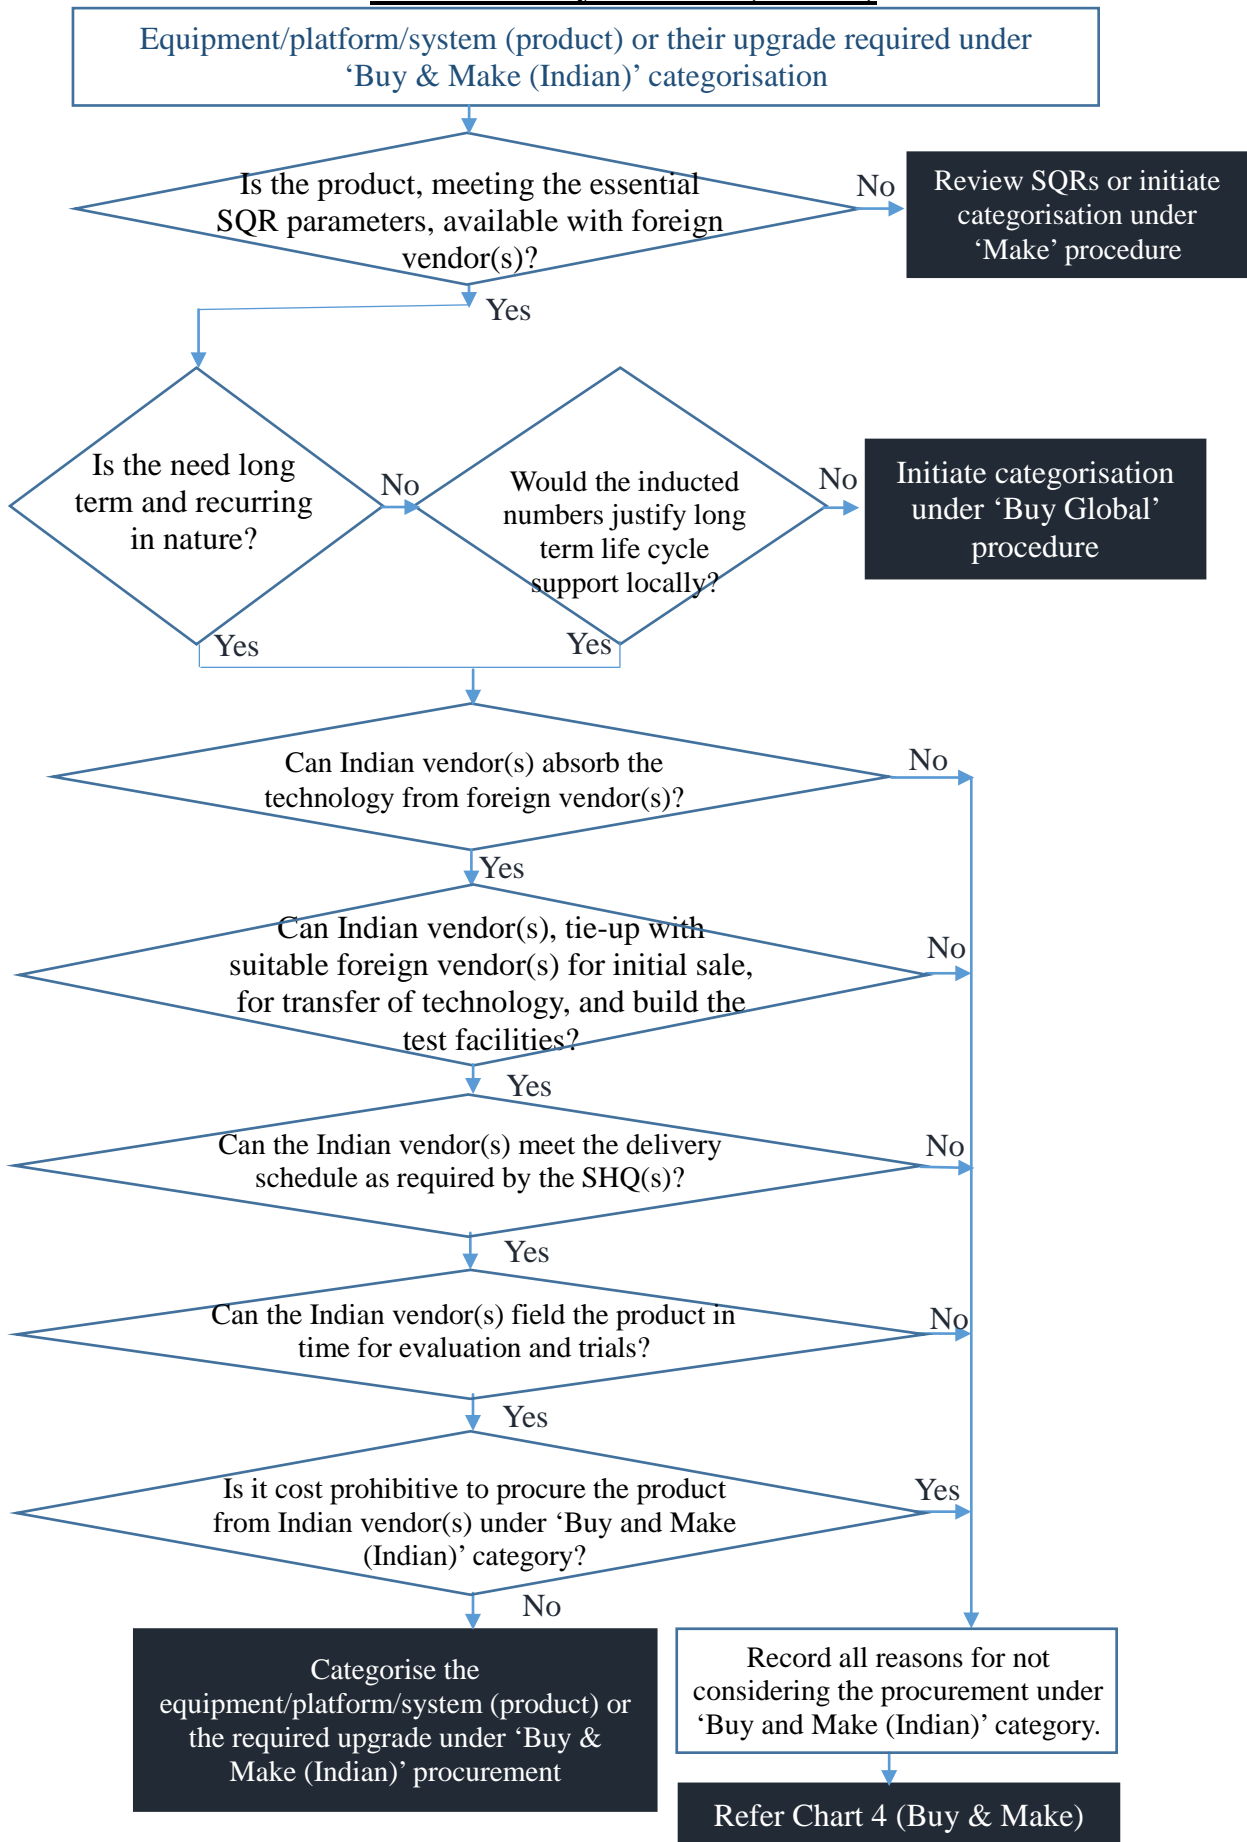 Equipment/platform/system (product) or their upgrade required under
‘Buy & Make (Indian)’ categorisation
Is the product, meeting the essential
SQR parameters, available with foreign
vendor(s)?
No
Review SQRs or initiate
categorisation under
‘Make’ procedure
Yes
Is the need long
term and recurring
in nature?
No
Would the inducted
numbers justify long
term life cycle
support locally?
No
Initiate categorisation
under ‘Buy Global’
procedure
Yes
Yes
Can Indian vendor(s) absorb the
technology from foreign vendor(s)?
No
Yes
Can Indian vendor(s), tie-up with
suitable foreign vendor(s) for initial sale,
for transfer of technology, and build the
test facilities?
No
Yes
Can the Indian vendor(s) meet the delivery
schedule as required by the SHQ(s)?
No
Yes
Can the Indian vendor(s) field the product in
time for evaluation and trials?
No
Yes
Is it cost prohibitive to procure the product
from Indian vendor(s) under ‘Buy and Make
(Indian)’ category?
Yes
No
Categorise the
equipment/platform/system (product) or
the required upgrade under ‘Buy &
Make (Indian)’ procurement
Record all reasons for not
considering the procurement under
‘Buy and Make (Indian)’ category.
Refer Chart 4 (Buy & Make)